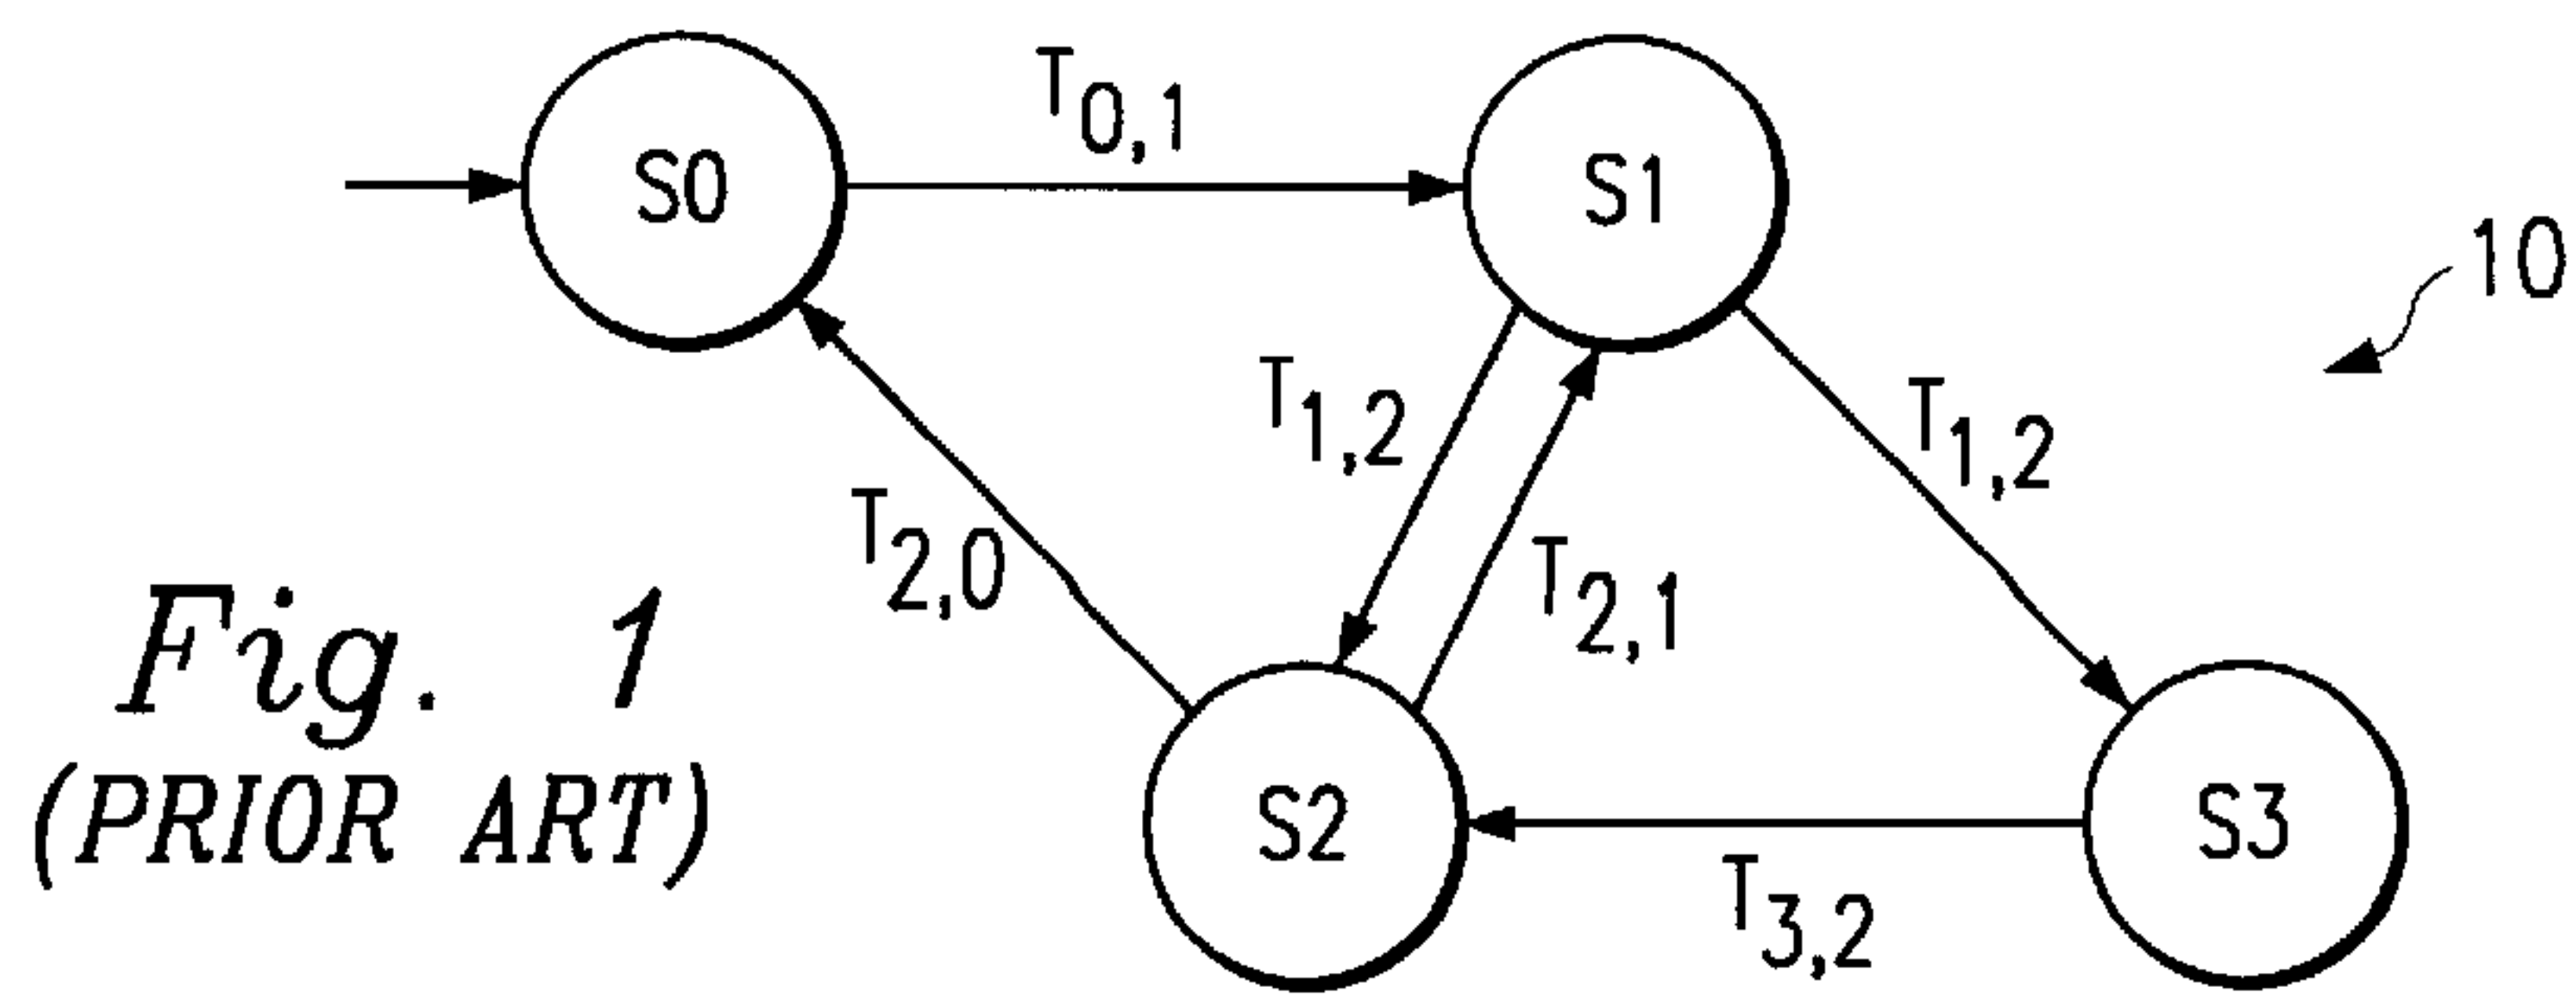 T0,1
S0
S1
10
T1,2
T1,2
T2,0
T2,1
Fig. 1
(PRIOR ART)
S2
S3
T3,2